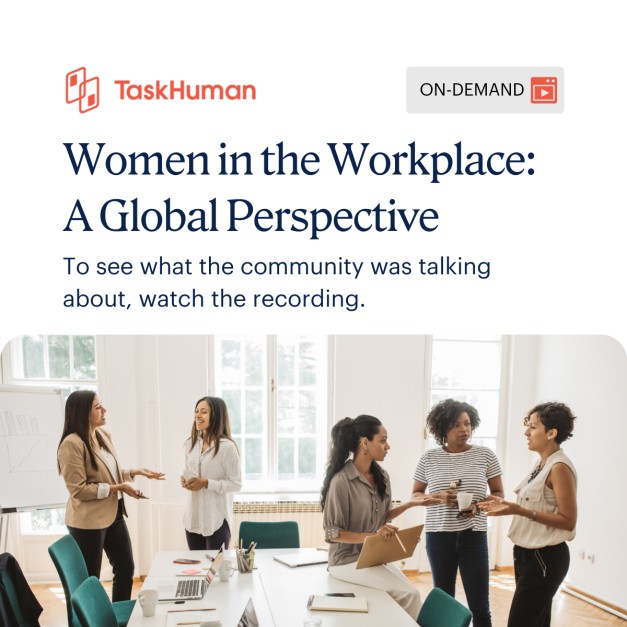 TaskHuman
ON-DEMAND
Women in the Workplace:
A Global Perspective
To see what the community was talking
about, watch the recording.